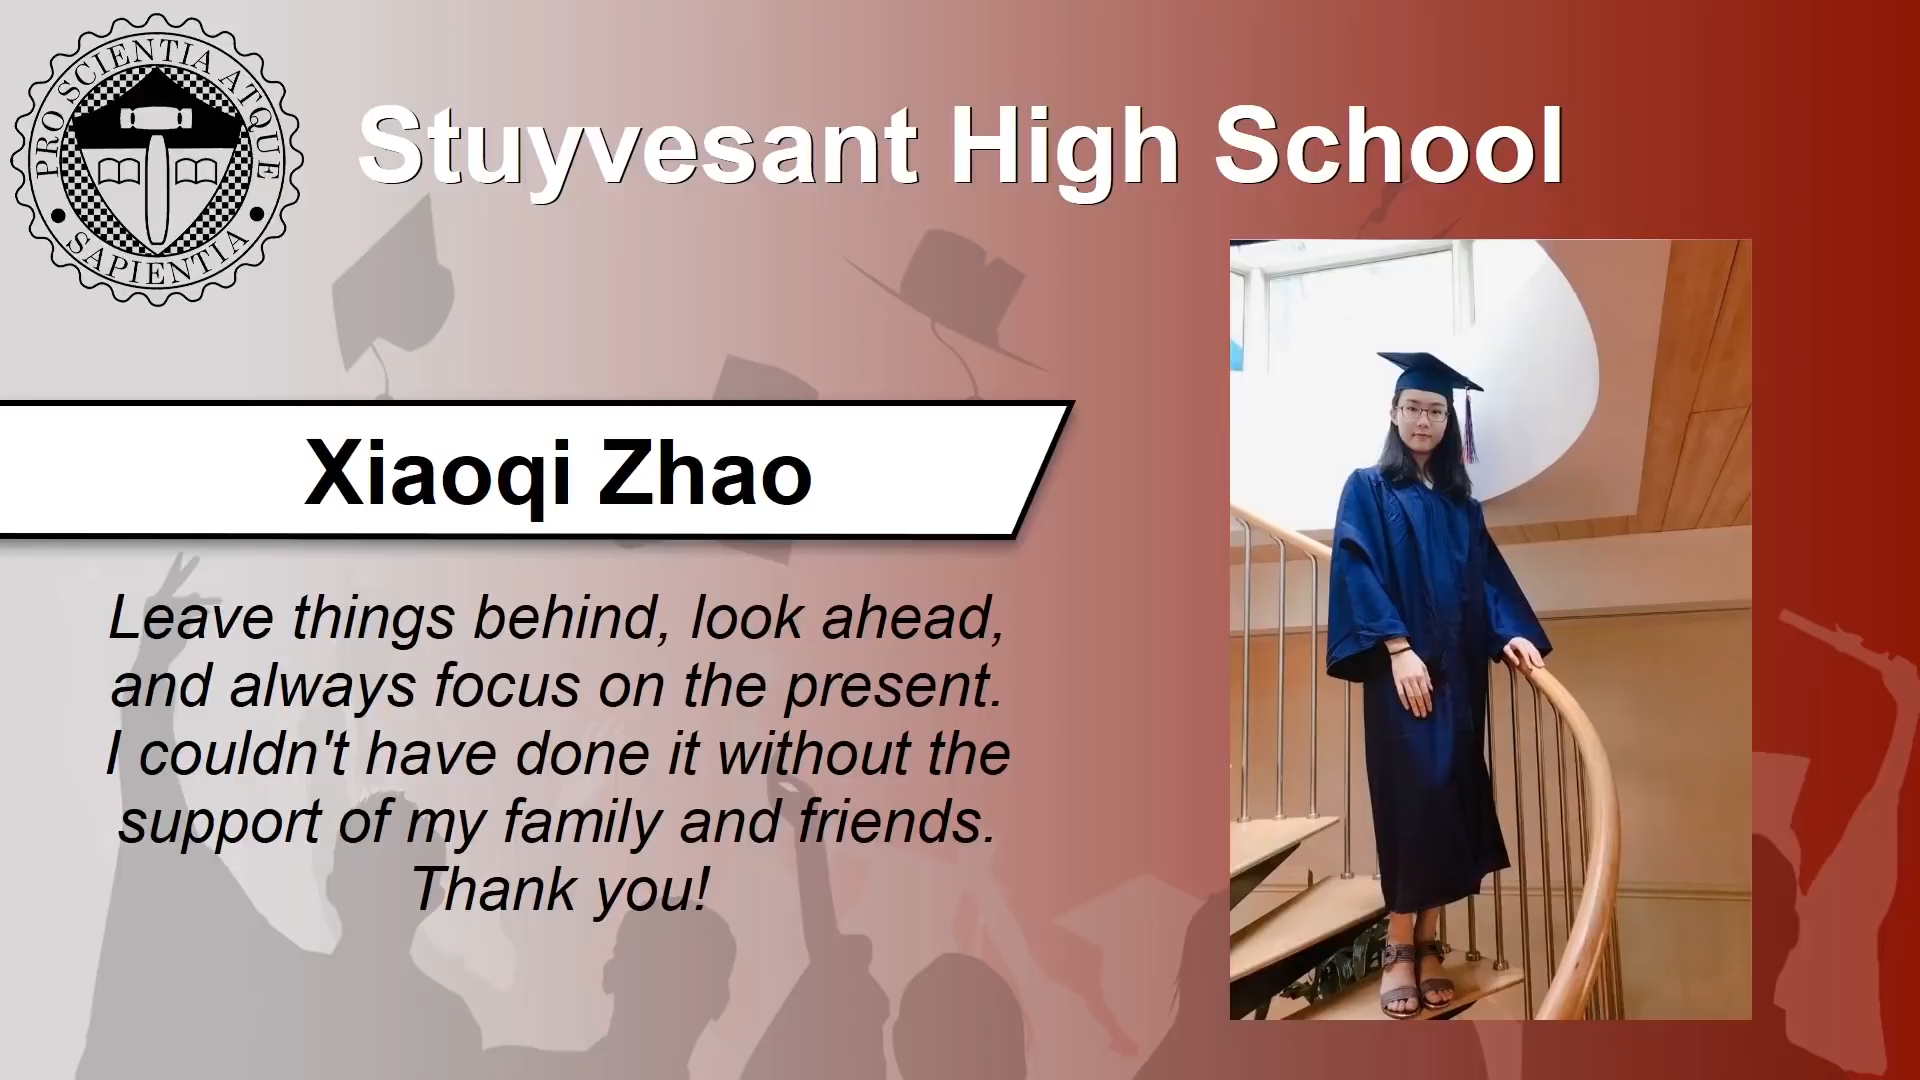 PRO SCIENTIA ATQUE
SAPIENTIA
Stuyvesant High School
Xiaoqi Zhao
Leave things behind, look ahead,
and always focus on the present.
I couldn't have done it without the
support of my family and friends.
Thank you!